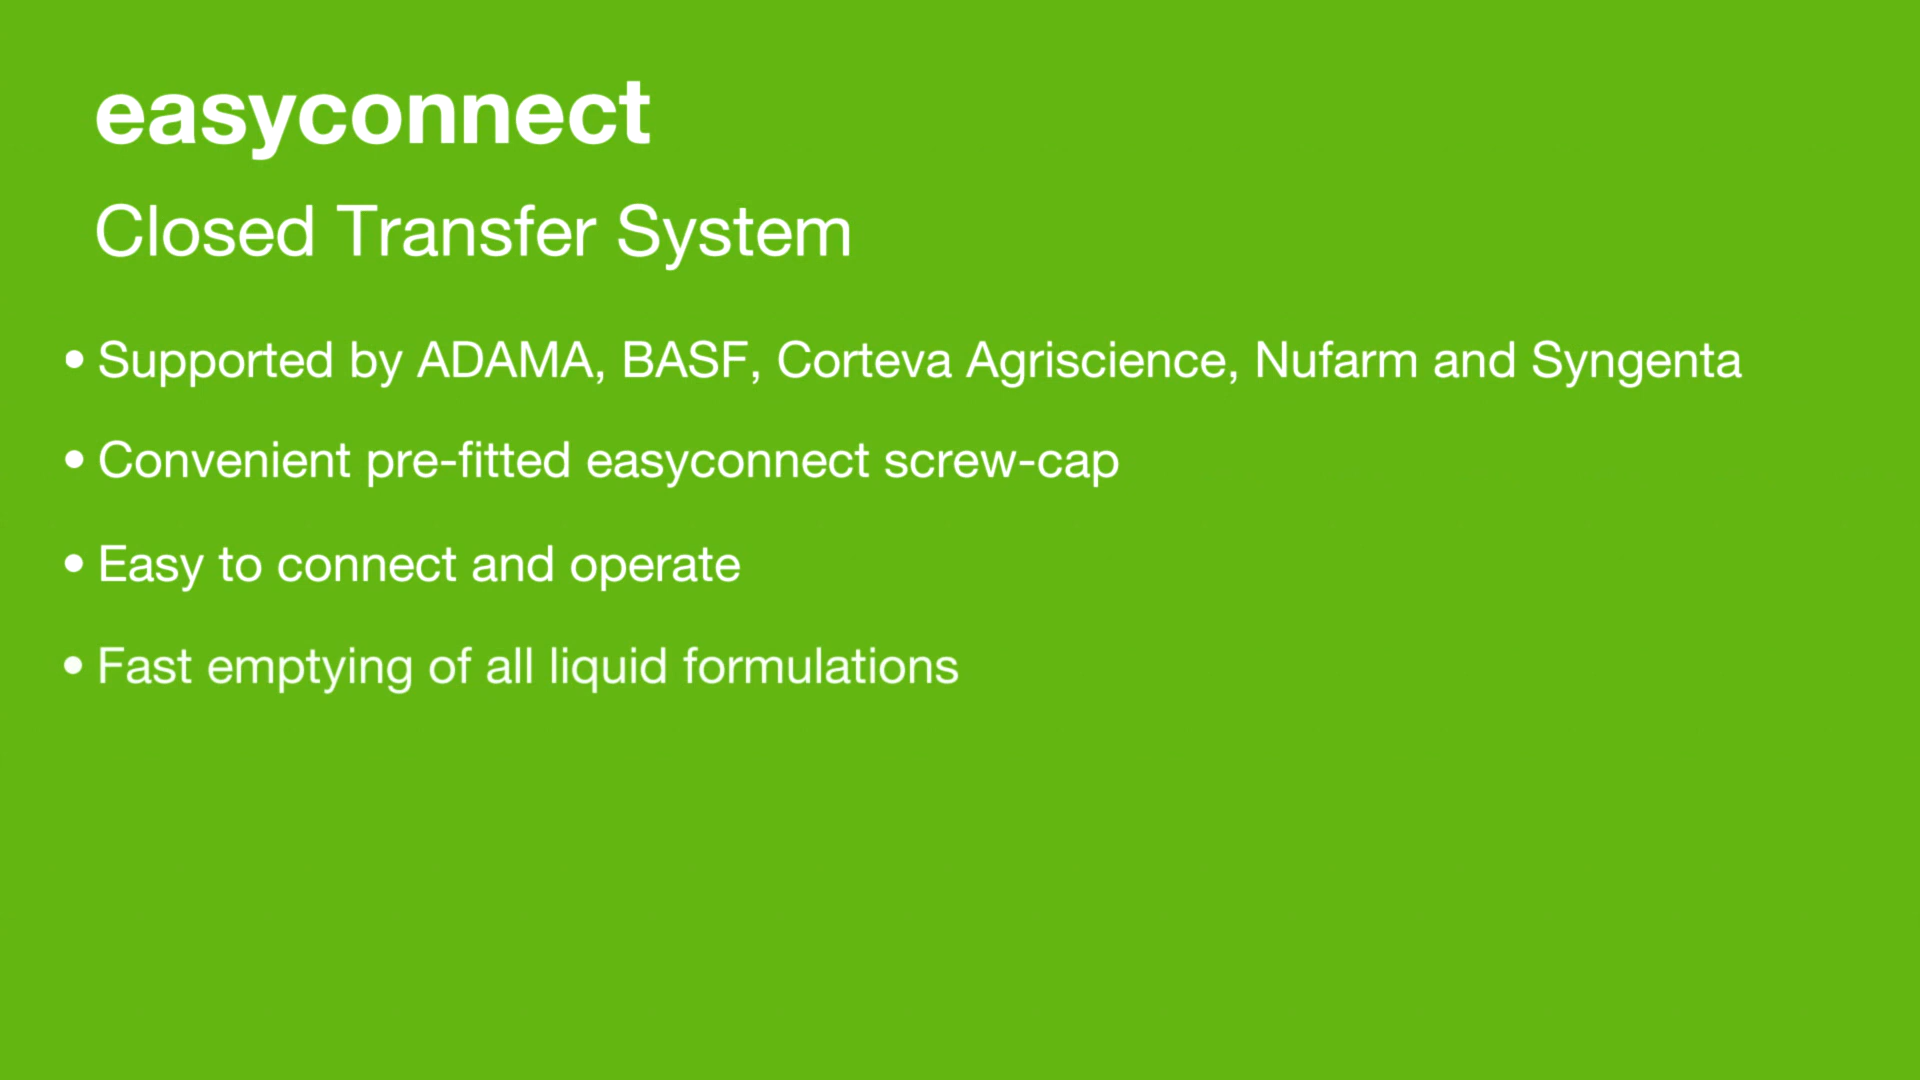 easyconnect
Closed Transfer System
• Supported by ADAMA, BASF, Corteva Agriscience, Nufarm and Syngenta
• Convenient pre-fitted easyconnect screw-cap
• Easy to connect and operate
• Fast emptying of all liquid formulations